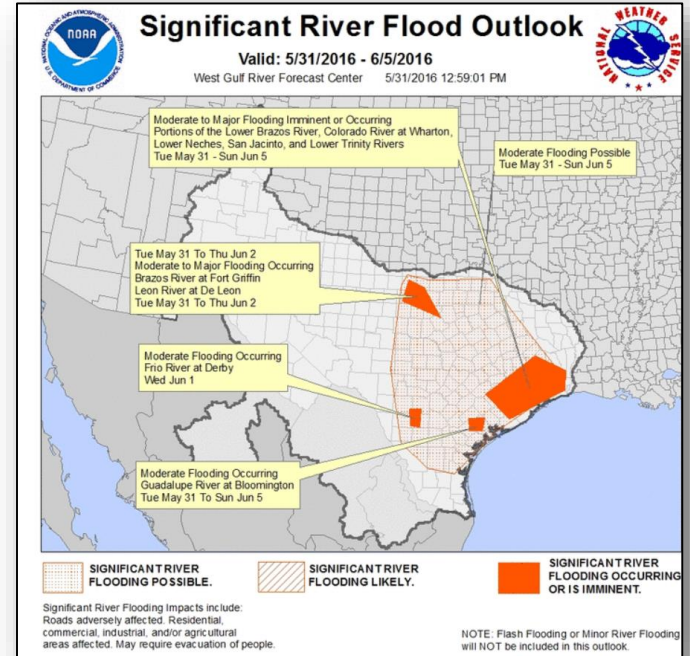 Significant River Flood Outlook
Valid: 5/31/2016 - 6/5/2016
West Gulf River Forecast Center 5/31/2016 12:59:01 PM
NATIONAL OCEANIC AND ATMOSPHERIC ADMINISTRATION
NOAA
U.S. DEPARTMENT OF COMMERCE
NATIONAL WEATHER SERVICE
Moderate to Major Flooding Imminent or Occurring
Portions of the Lower Brazos River, Colorado River at Wharton,
Lower Neches, San Jacinto, and Lower Trinity Rivers
Tue May 31 - Sun Jun 5
Moderate Flooding Possible
Tue May 31 - Sun Jun 5
Tue May 31 To Thu Jun 2
Moderate to Major Flooding Occurring
Brazos River at Fort Griffin
Leon River at De Leon
Tue May 31 To Thu Jun 2
Moderate Flooding Occurring
Frio River at Derby
Wed Jun 1
Moderate Flooding Occurring
Guadalupe River at Bloomington
Tue May 31 To Sun Jun 5
SIGNIFICANT RIVER
FLOODING POSSIBLE.
SIGNIFICANT RIVER
FLOODING LIKELY.
SIGNIFICANT RIVER
FLOODING OCCURRING
OR IS IMMINENT.
Significant River Flooding Impacts include:
Roads adversely affected. Residential,
commercial, industrial, and/or agricultural
areas affected. May require evacuation of people.
NOTE: Flash Flooding or Minor River Flooding
will NOT be included in this outlook.